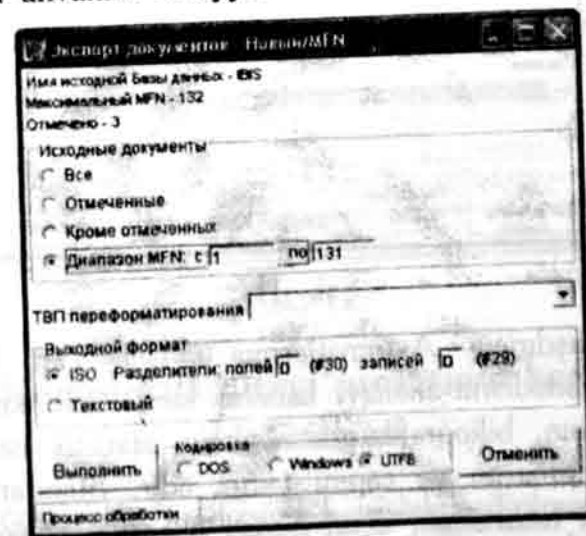 Экспорт документов - Новый/MFN
Имя исходной базы данных - IBIS
Максимальный MFN - 132
Отмечено - 3
Исходные документы
Все
Отмеченные
Кроме отмеченных
Диапазон MFN: с 1 по 131
ТВП переформатирования
Выходной формат
ISO Разделители: полей (#30) записей (#29)
Текстовый
Выполнить
Кодировка
DOS Windows UTF8
Отменить
Процесс обработки